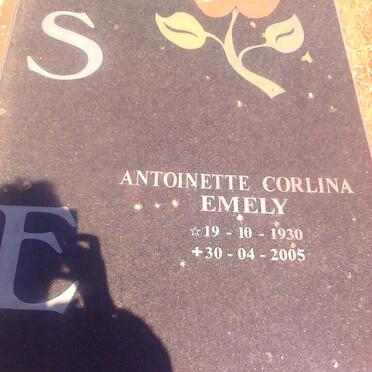 S
ANTOINETTE CORLINA
EMELY
☆ 19 - 10 - 1930
✚ 30 - 04 - 2005
E